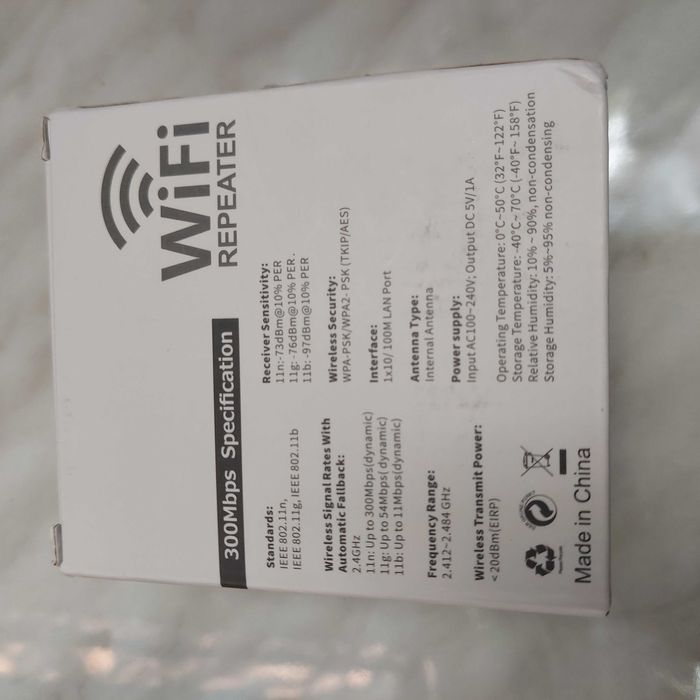 WiFi
REPEATER
300Mbps Specification
Standards:
IEEE 802.11n,
IEEE 802.11g, IEEE 802.11b
Wireless Signal Rates With
Automatic Fallback:
2.4GHz
11n: Up to 300Mbps(dynamic)
11g: Up to 54Mbps( dynamic)
11b: Up to 11Mbps(dynamic)
Frequency Range:
2.412~2.484 GHz
Wireless Transmit Power:
< 20dBm(EIRP)
Receiver Sensitivity:
11n:-73dBm@10% PER
11g: -76dBm@10% PER.
11b: -97dBm@10% PER
Wireless Security:
WPA-PSK/WPA2- PSK (TKIP/AES)
Interface:
1x10/ 100M LAN Port
Antenna Type:
Internal Antenna
Power supply:
Input AC100~240V; Output DC 5V/1A
Operating Temperature: 0°C~50°C (32°F~122°F)
Storage Temperature: -40°C~ 70°C (-40°F~ 158°F)
Relative Humidity: 10% ~ 90%, non-condensation
Storage Humidity: 5%~95% non-condensing
Made in China